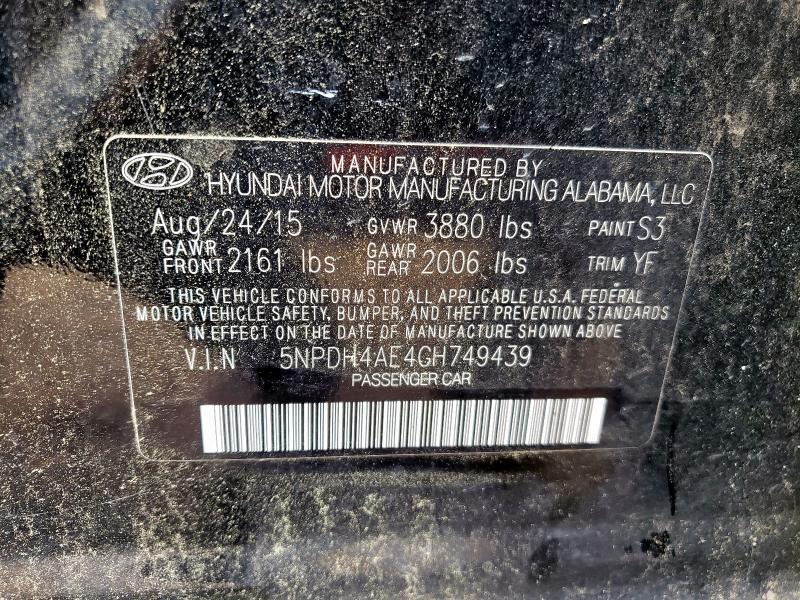 MANUFACTURED BY
HYUNDAI MOTOR MANUFACTURING ALABAMA, LLC
Aug/24/15 GVWR 3880 lbs PAINT S3
GAWR FRONT 2161 lbs GAWR REAR 2006 lbs TRIM YF
THIS VEHICLE CONFORMS TO ALL APPLICABLE U.S.A. FEDERAL
MOTOR VEHICLE SAFETY, BUMPER, AND THEFT PREVENTION STANDARDS
IN EFFECT ON THE DATE OF MANUFACTURE SHOWN ABOVE
V.I.N 5NPDH4AE4GH749439
PASSENGER CAR